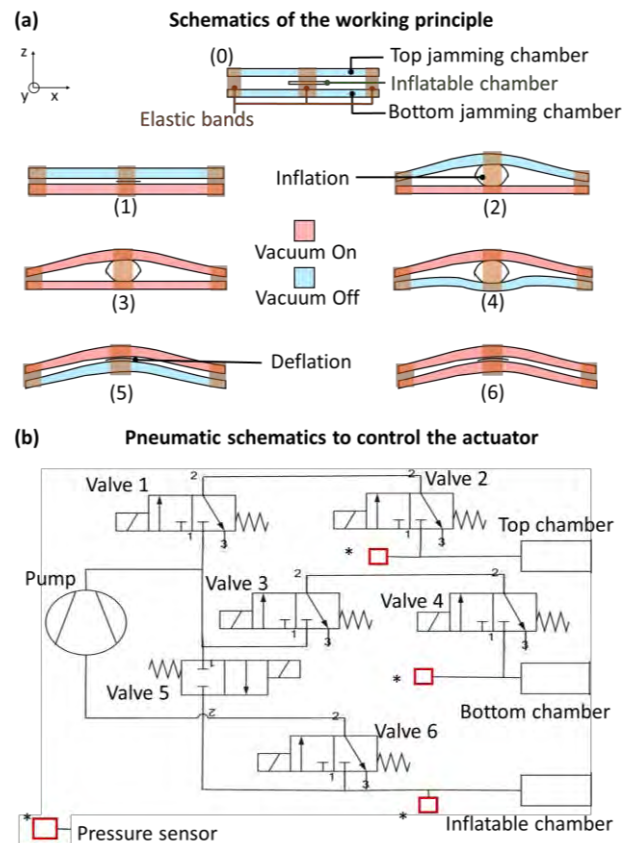 (a) Schematics of the working principle
z
y x
(0)
Top jamming chamber
Inflatable chamber
Bottom jamming chamber
Elastic bands
Inflation
(1)
(2)
Vacuum On
Vacuum Off
(3)
(4)
Deflation
(5)
(6)
(b) Pneumatic schematics to control the actuator
Valve 1
2
1
3
Valve 2
2
1
3
Top chamber
*
Pump
Valve 3
2
1
3
Valve 4
2
1
3
*
Bottom chamber
Valve 5
1
2
Valve 6
2
1
3
*
Inflatable chamber
*
Pressure sensor